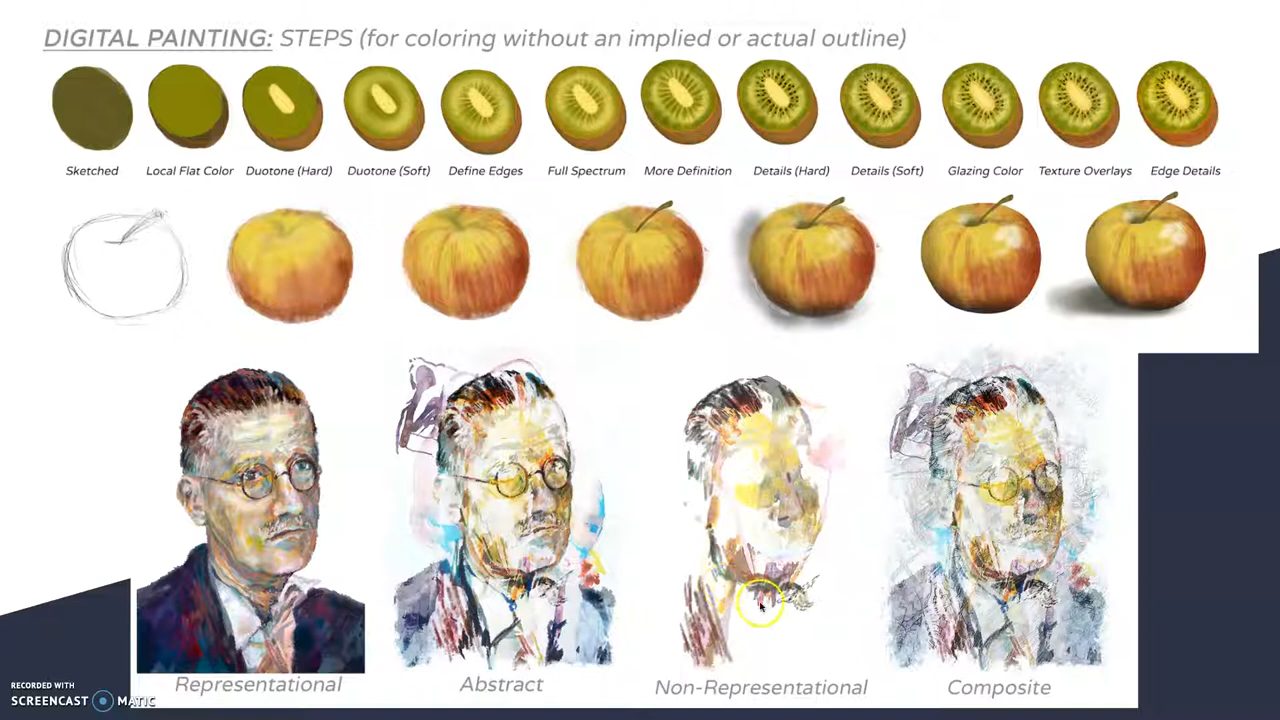 DIGITAL PAINTING: STEPS (for coloring without an implied or actual outline)
Sketched Local Flat Color Duotone (Hard) Duotone (Soft) Define Edges Full Spectrum More Definition Details (Hard) Details (Soft) Glazing Color Texture Overlays Edge Details
Representational Abstract Non-Representational Composite
RECORDED WITH
SCREENCAST MATIC